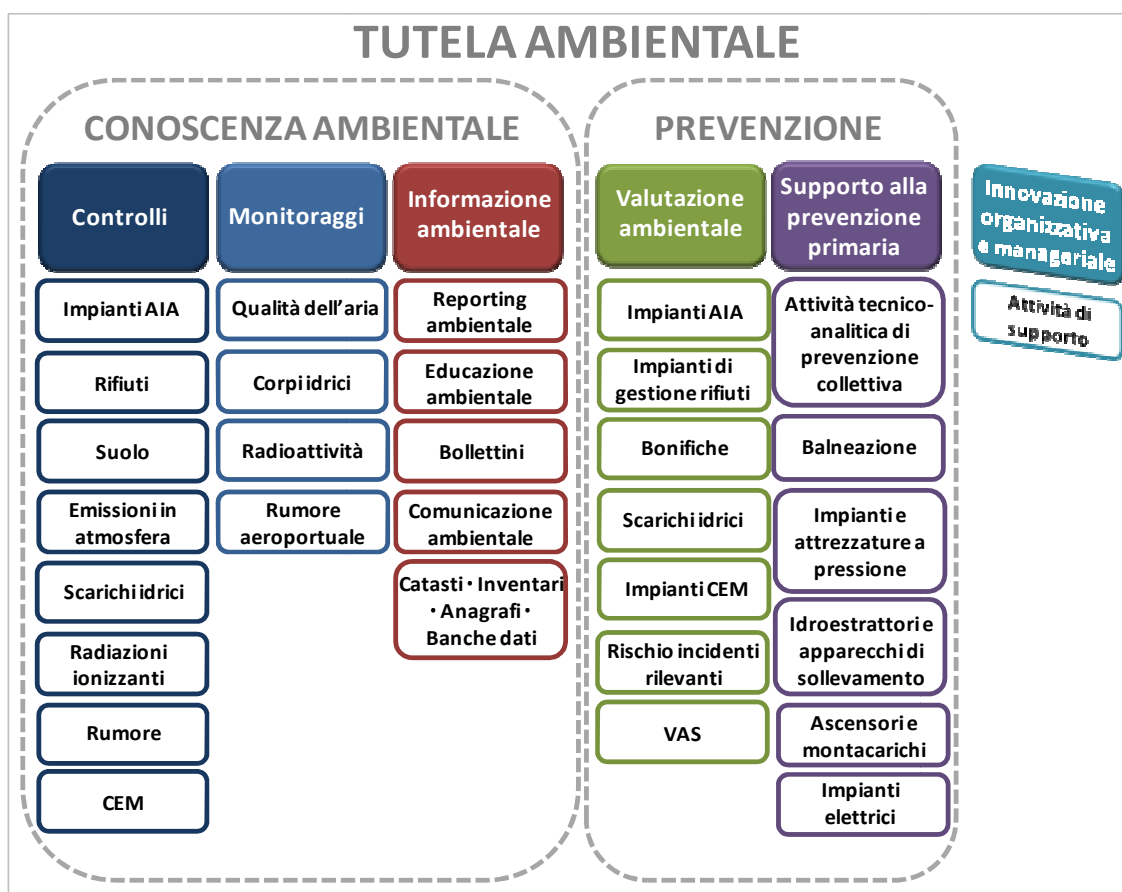 TUTELA AMBIENTALE
CONOSCENZA AMBIENTALE
Controlli
Impianti AIA
Rifiuti
Suolo
Emissioni in
atmosfera
Scarichi idrici
Radiazioni
ionizzanti
Rumore
CEM
Monitoraggi
Qualità dell'aria
Corpi idrici
Radioattività
Rumore
aeroportuale
Informazione
ambientale
Reporting
ambientale
Educazione
ambientale
Bollettini
Comunicazione
ambientale
Catasti · Inventari
· Anagrafi ·
Banche dati
PREVENZIONE
Valutazione
ambientale
Impianti AIA
Impianti di
gestione rifiuti
Bonifiche
Scarichi idrici
Impianti CEM
Rischio incidenti
rilevanti
VAS
Supporto alla
prevenzione
primaria
Attività tecnico-
analitica di
prevenzione
collettiva
Balneazione
Impianti e
attrezzature a
pressione
Idroestrattori e
apparecchi di
sollevamento
Ascensori e
montacarichi
Impianti
elettrici
Innovazione
organizzativa
e manageriale
Attività di
supporto